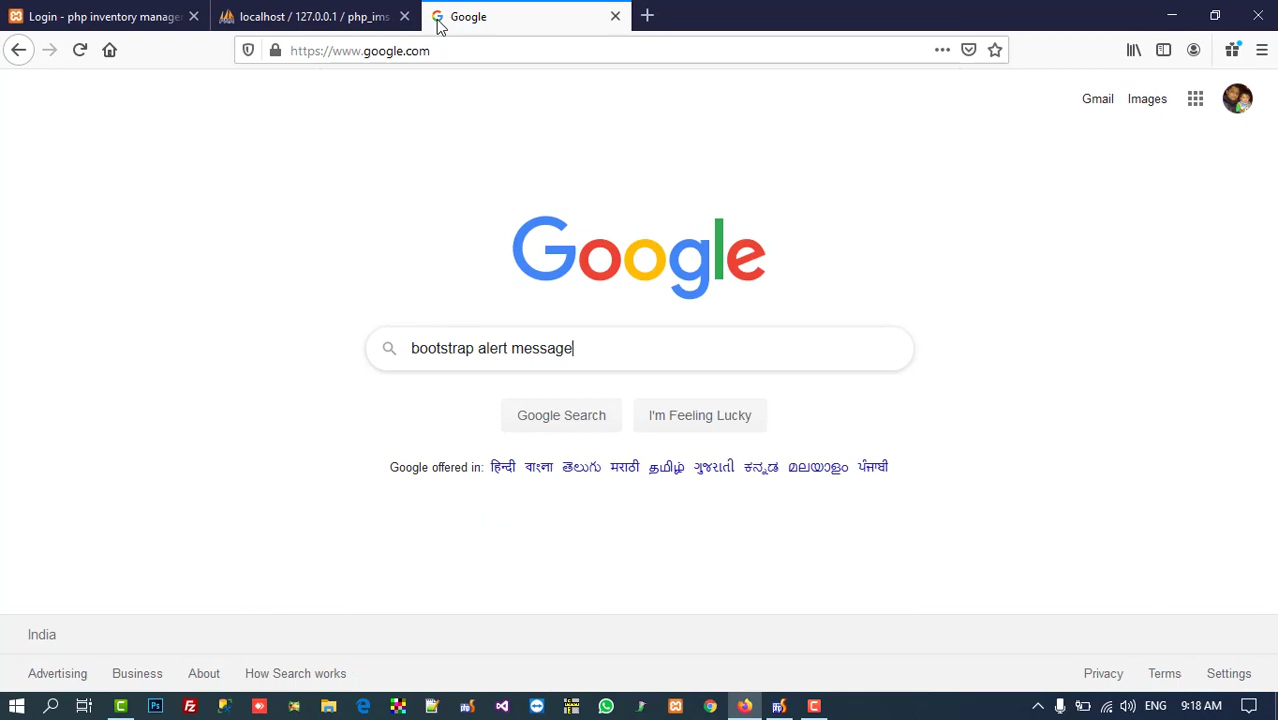 Login - php inventory manage
localhost / 127.0.0.1 / php_ims
Google
https://www.google.com
Gmail Images
Google
bootstrap alert message
Google Search I'm Feeling Lucky
Google offered in: हिन्दी বাংলা తెలుగు मराठी தமிழ் ગુજરાતી ಕನ್ನಡ മലയാളം ਪੰਜਾਬੀ
India
Advertising Business About How Search works Privacy Terms Settings
ENG 9:18 AM